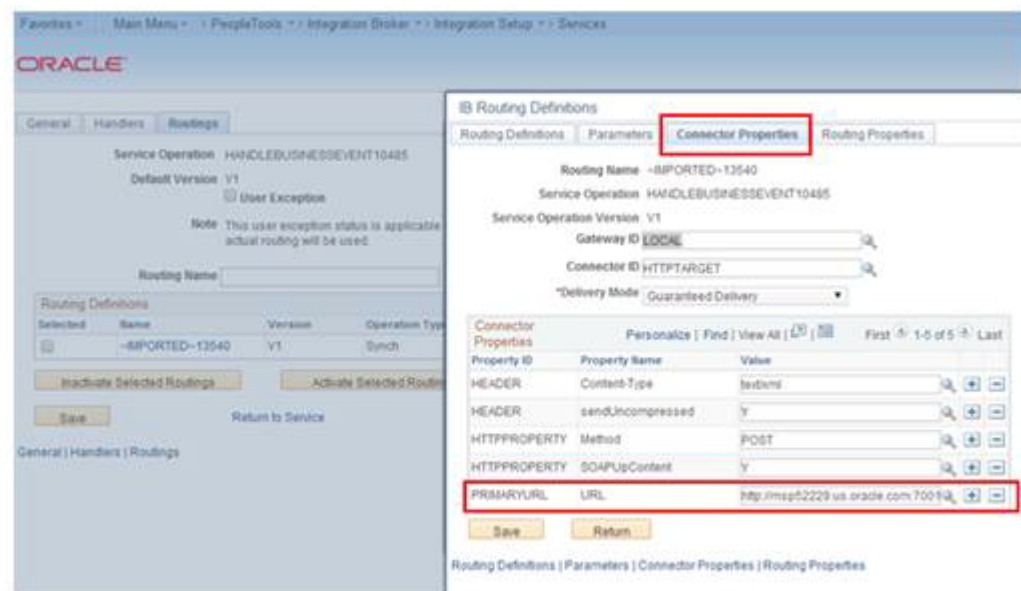 Favorites Main Menu > PeopleTools > Integration Broker > Integration Setup > Services
ORACLE
General Handlers Routings
Service Operation HANDLEBUSINESSEVENT10485
Default Version V1
User Exception
Note This user exception status is applicable
actual routing will be used
Routing Name
Routing Definitions
Selected Name Version Operation Typ
~IMPORTED~13540 V1 Synch
Inactivate Selected Routings Activate Selected Routin
Save Return to Service
General | Handlers | Routings
IB Routing Definitions
Routing Definitions Parameters Connector Properties Routing Properties
Routing Name ~IMPORTED~13540
Service Operation HANDLEBUSINESSEVENT10485
Service Operation Version V1
Gateway ID LOCAL
Connector ID HTTPTARGET
*Delivery Mode Guaranteed Delivery
Connector Properties Personalize | Find | View All | First 1-5 of 5 Last
Property ID Property Name Value
HEADER Content-Type text/xml
HEADER sendUncompressed Y
HTTPPROPERTY Method POST
HTTPPROPERTY SOAPUpContent Y
PRIMARYURL URL http://msp52229.us.oracle.com:7001
Save Return
Routing Definitions | Parameters | Connector Properties | Routing Properties